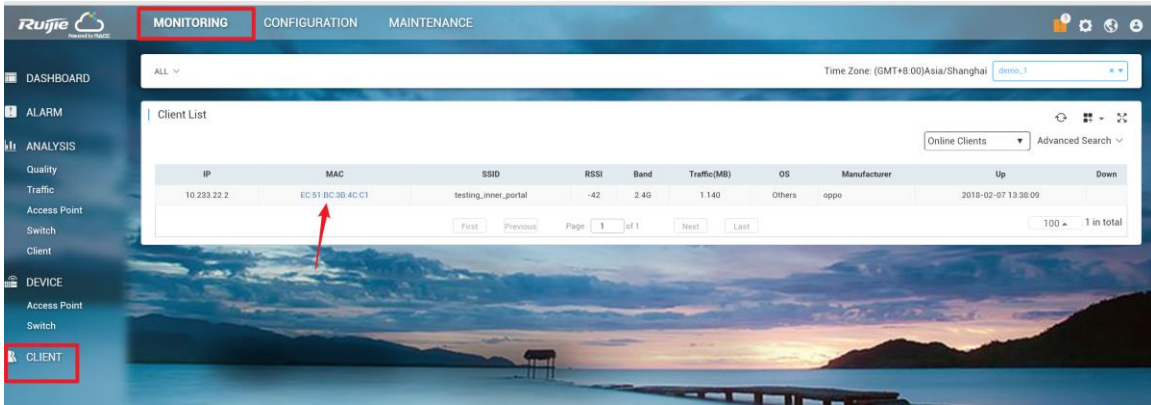 Ruijie
Powered by MACC
MONITORING CONFIGURATION MAINTENANCE
DASHBOARD
ALARM
ANALYSIS
Quality
Traffic
Access Point
Switch
Client
DEVICE
Access Point
Switch
CLIENT
ALL Time Zone: (GMT+8:00)Asia/Shanghai demo_1
Client List
Online Clients Advanced Search
IP MAC SSID RSSI Band Traffic(MB) OS Manufacturer Up Down
10.233.22.2 EC:51:BC:3B:4C:C1 testing_inner_portal -42 2.4G 1.140 Others oppo 2018-02-07 13:38:09
First Previous Page 1 of 1 Next Last 100 1 in total